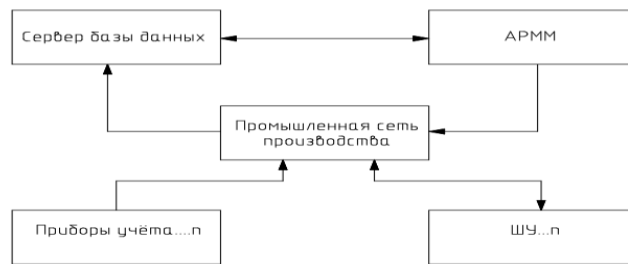 Сервер базы данных
АРММ
Промышленная сеть
производства
Приборы учёта....n
ШУ...n